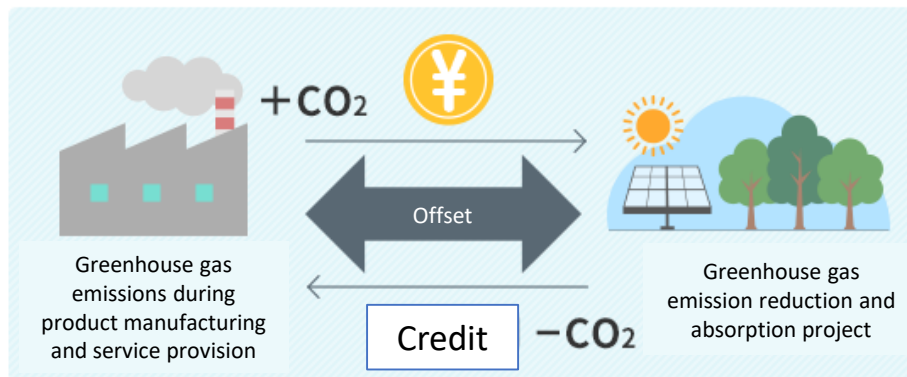 +CO₂
¥
Offset
Greenhouse gas
emissions during
product manufacturing
and service provision
Credit
−CO₂
Greenhouse gas
emission reduction and
absorption project